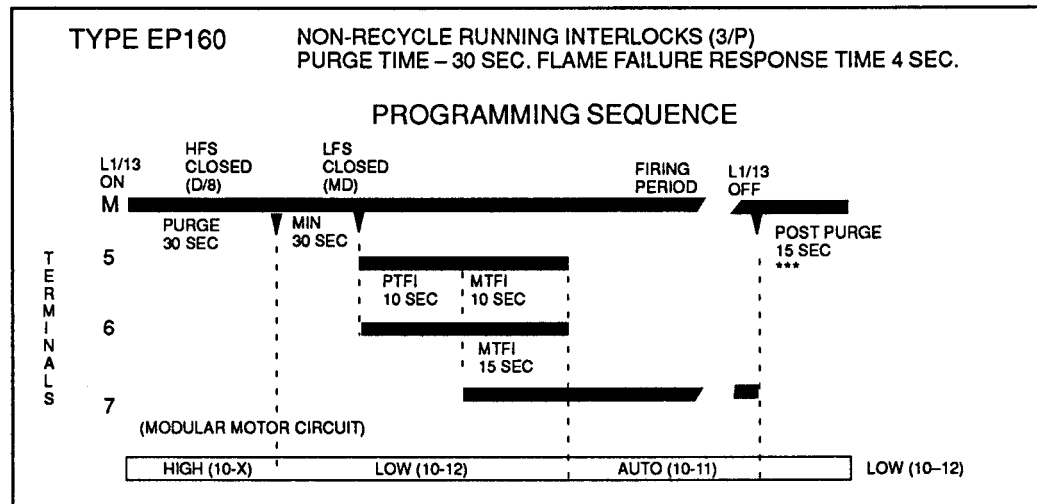 TYPE EP160
NON-RECYCLE RUNNING INTERLOCKS (3/P)
PURGE TIME – 30 SEC. FLAME FAILURE RESPONSE TIME 4 SEC.
PROGRAMMING SEQUENCE
L1/13
ON
HFS
CLOSED
(D/8)
LFS
CLOSED
(MD)
FIRING
PERIOD
L1/13
OFF
M
PURGE
30 SEC
MIN
30 SEC
POST PURGE
15 SEC
***
TERMINALS
5
PTFI
10 SEC
MTFI
10 SEC
6
MTFI
15 SEC
7
(MODULAR MOTOR CIRCUIT)
HIGH (10-X)
LOW (10-12)
AUTO (10-11)
LOW (10–12)